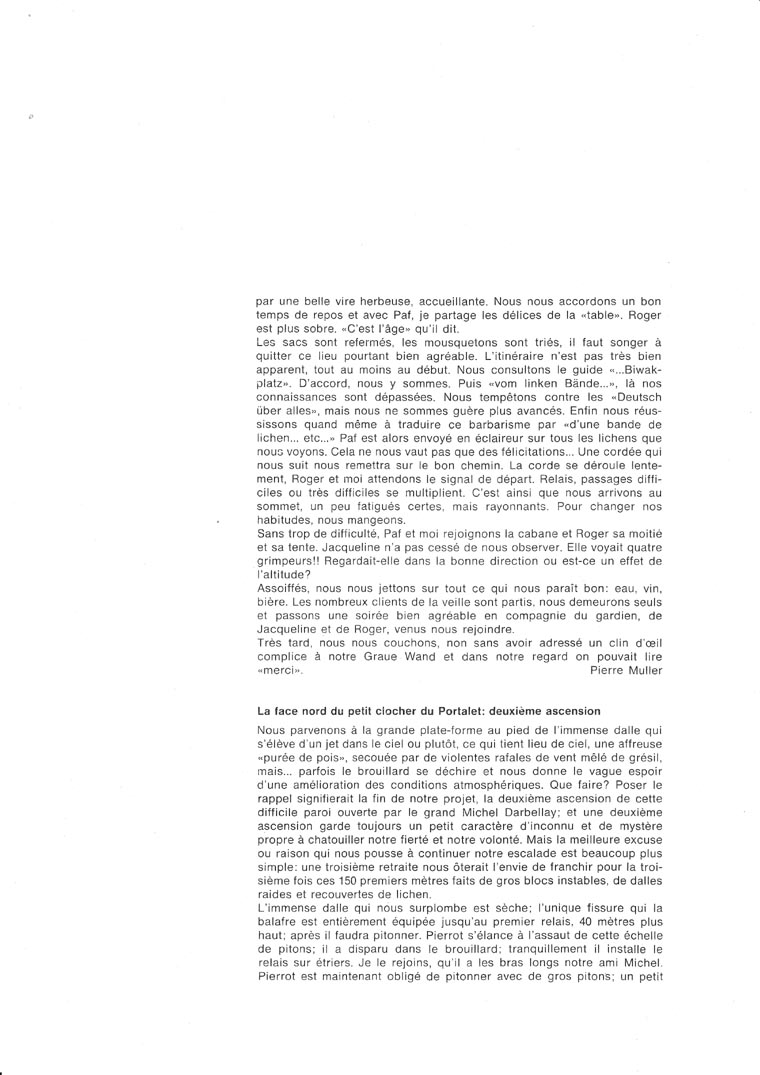 par une belle vire herbeuse, accueillante. Nous nous accordons un bon
temps de repos et avec Paf, je partage les délices de la «table». Roger
est plus sobre. «C'est l'âge» qu'il dit.
Les sacs sont refermés, les mousquetons sont triés, il faut songer à
quitter ce lieu pourtant bien agréable. L'itinéraire n'est pas très bien
apparent, tout au moins au début. Nous consultons le guide «...Biwak-
platz». D'accord, nous y sommes. Puis «vom linken Bände...», là nos
connaissances sont dépassées. Nous tempêtons contre les «Deutsch
über alles», mais nous ne sommes guère plus avancés. Enfin nous réus-
sissons quand même à traduire ce barbarisme par «d'une bande de
lichen... etc...» Paf est alors envoyé en éclaireur sur tous les lichens que
nous voyons. Cela ne nous vaut pas que des félicitations... Une cordée qui
nous suit nous remettra sur le bon chemin. La corde se déroule lente-
ment, Roger et moi attendons le signal de départ. Relais, passages diffi-
ciles ou très difficiles se multiplient. C'est ainsi que nous arrivons au
sommet, un peu fatigués certes, mais rayonnants. Pour changer nos
habitudes, nous mangeons.
Sans trop de difficulté, Paf et moi rejoignons la cabane et Roger sa moitié
et sa tente. Jacqueline n'a pas cessé de nous observer. Elle voyait quatre
grimpeurs!! Regardait-elle dans la bonne direction ou est-ce un effet de
l'altitude?
Assoiffés, nous nous jettons sur tout ce qui nous paraît bon: eau, vin,
bière. Les nombreux clients de la veille sont partis, nous demeurons seuls
et passons une soirée bien agréable en compagnie du gardien, de
Jacqueline et de Roger, venus nous rejoindre.
Très tard, nous nous couchons, non sans avoir adressé un clin d'œil
complice à notre Graue Wand et dans notre regard on pouvait lire
«merci». Pierre Muller
La face nord du petit clocher du Portalet: deuxième ascension
Nous parvenons à la grande plate-forme au pied de l'immense dalle qui
s'élève d'un jet dans le ciel ou plutôt, ce qui tient lieu de ciel, une affreuse
«purée de pois», secouée par de violentes rafales de vent mêlé de grésil,
mais... parfois le brouillard se déchire et nous donne le vague espoir
d'une amélioration des conditions atmosphériques. Que faire? Poser le
rappel signifierait la fin de notre projet, la deuxième ascension de cette
difficile paroi ouverte par le grand Michel Darbellay; et une deuxième
ascension garde toujours un petit caractère d'inconnu et de mystère
propre à chatouiller notre fierté et notre volonté. Mais la meilleure excuse
ou raison qui nous pousse à continuer notre escalade est beaucoup plus
simple: une troisième retraite nous ôterait l'envie de franchir pour la troi-
sième fois ces 150 premiers mètres faits de gros blocs instables, de dalles
raides et recouvertes de lichen.
L'immense dalle qui nous surplombe est sèche; l'unique fissure qui la
balafre est entièrement équipée jusqu'au premier relais, 40 mètres plus
haut; après il faudra pitonner. Pierrot s'élance à l'assaut de cette échelle
de pitons; il a disparu dans le brouillard; tranquillement il installe le
relais sur étriers. Je le rejoins, qu'il a les bras longs notre ami Michel.
Pierrot est maintenant obligé de pitonner avec de gros pitons; un petit